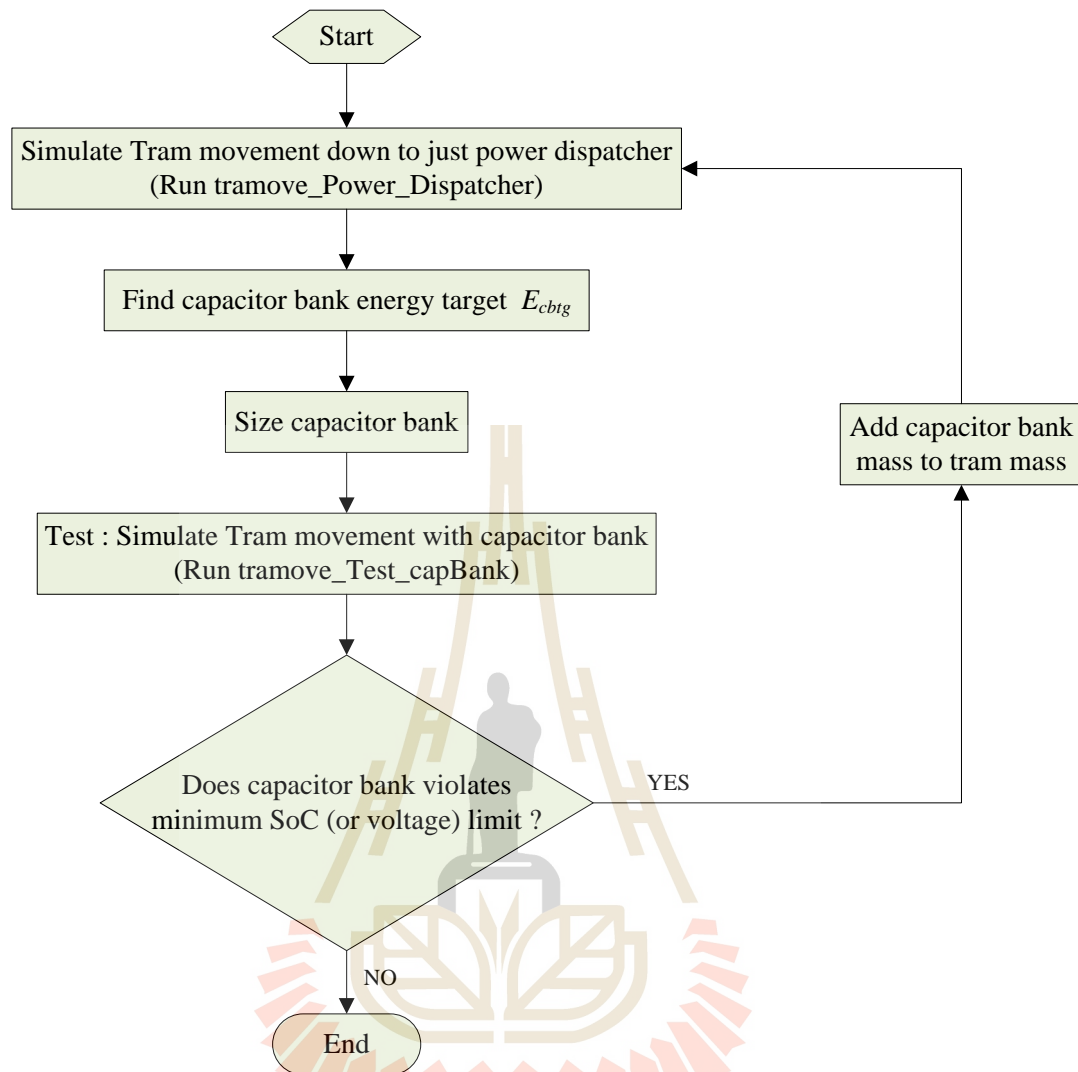 Start
Simulate Tram movement down to just power dispatcher
(Run tramove_Power_Dispatcher)
Find capacitor bank energy target E_cbtg
Size capacitor bank
Add capacitor bank
mass to tram mass
Test : Simulate Tram movement with capacitor bank
(Run tramove_Test_capBank)
Does capacitor bank violates
minimum SoC (or voltage) limit ?
YES
NO
End